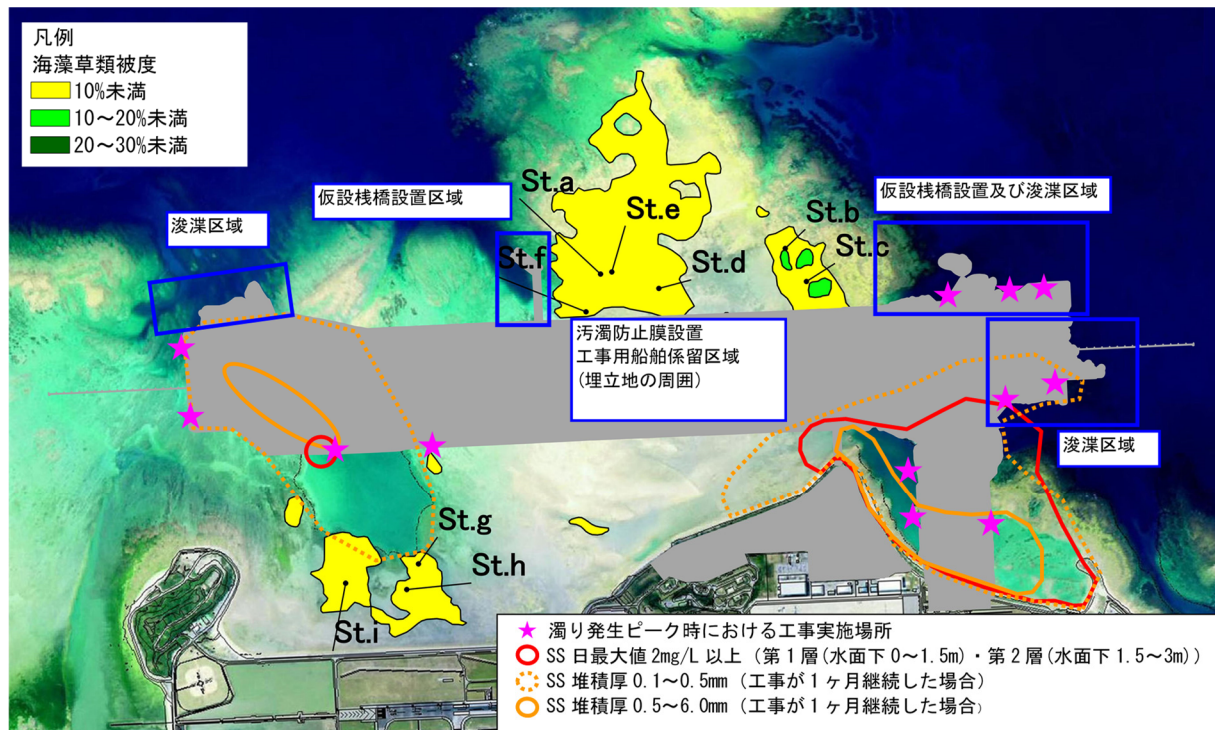 凡例
海藻草類被度
10%未満
10～20%未満
20～30%未満
浚渫区域
仮設桟橋設置区域
St.a
St.e
St.f
St.d
St.b
St.c
仮設桟橋設置及び浚渫区域
汚濁防止膜設置
工事用船舶係留区域
(埋立地の周囲)
浚渫区域
St.g
St.h
St.i
濁り発生ピーク時における工事実施場所
SS 日最大値 2mg/L 以上 (第1層(水面下 0～1.5m)・第2層(水面下 1.5～3m))
SS 堆積厚 0.1～0.5mm (工事が1ヶ月継続した場合)
SS 堆積厚 0.5～6.0mm (工事が1ヶ月継続した場合)